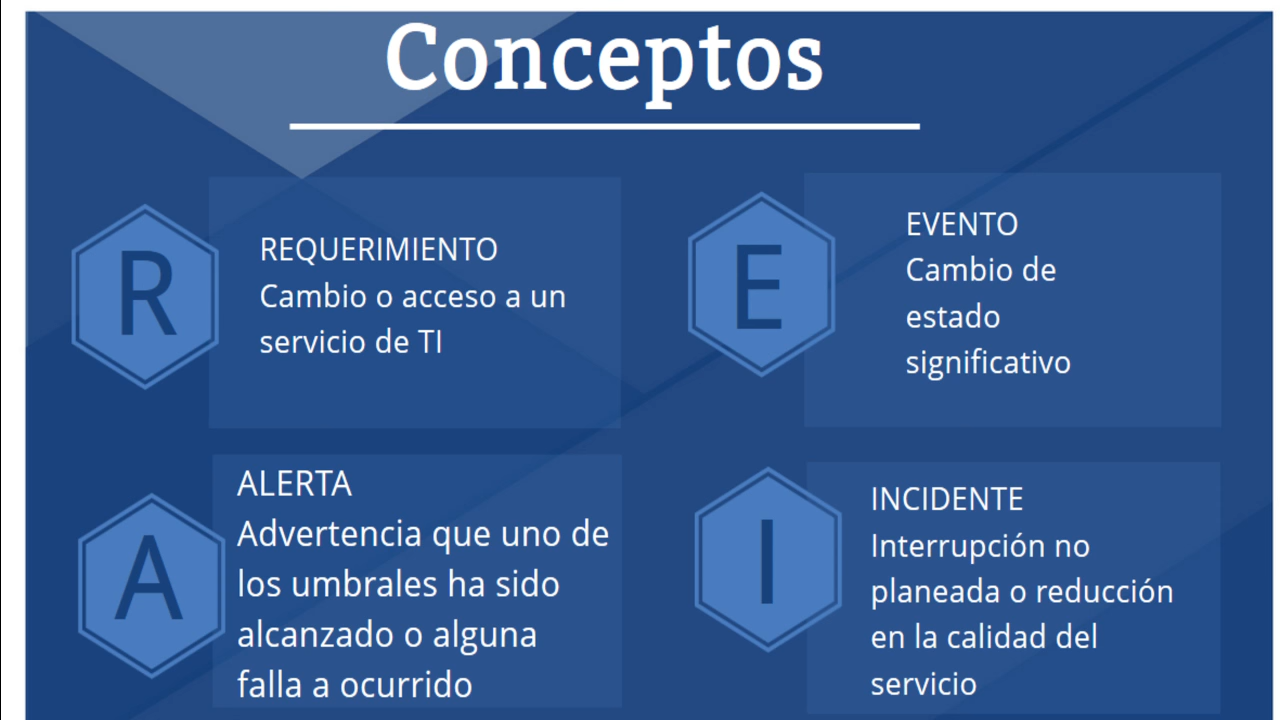 Conceptos
R
REQUERIMIENTO
Cambio o acceso a un
servicio de TI
E
EVENTO
Cambio de
estado
significativo
A
ALERTA
Advertencia que uno de
los umbrales ha sido
alcanzado o alguna
falla a ocurrido
I
INCIDENTE
Interrupción no
planeada o reducción
en la calidad del
servicio